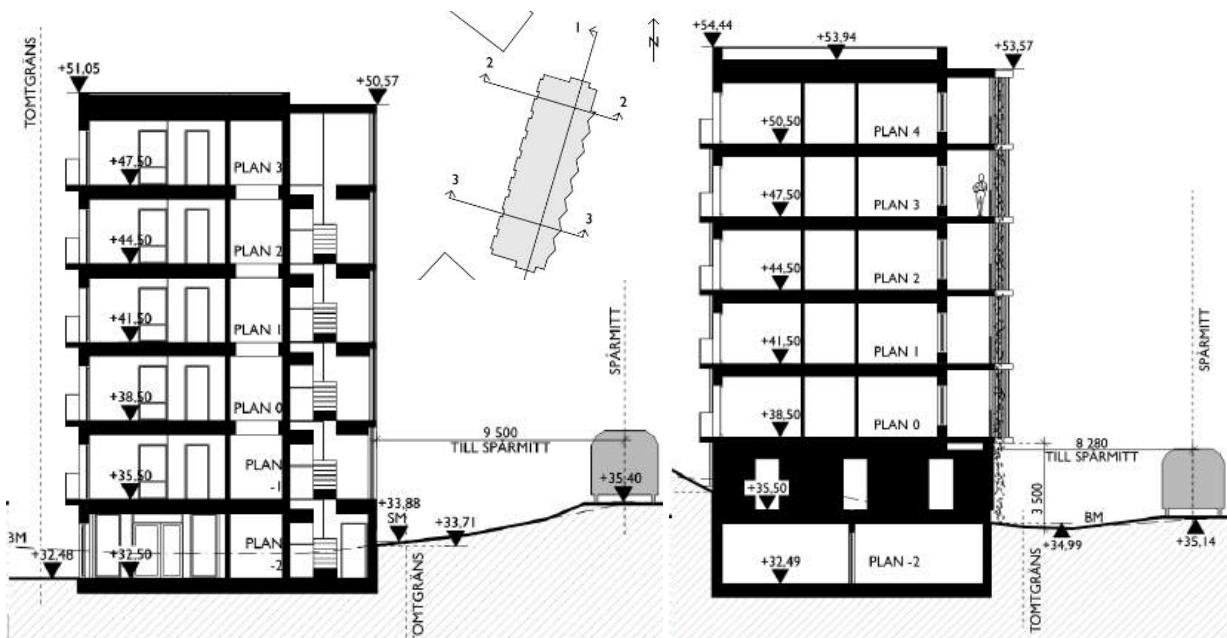 TOMTGRÄNS
+51,05
+50,57
+47,50
PLAN 3
+44,50
PLAN 2
+41,50
PLAN 1
+38,50
PLAN 0
+35,50
PLAN
-1
BM
+32,48
+32,50
PLAN
-2
+33,88
SM
+33,71
9 500
TILL SPÅRMITT
+35,40
SPÅRMITT
TOMTGRÄNS
1
N
2
2
3
3
+54,44
+53,94
+53,57
+50,50
PLAN 4
+47,50
PLAN 3
+44,50
PLAN 2
+41,50
PLAN 1
+38,50
PLAN 0
+35,50
+32,49
PLAN -2
8 280
TILL SPÅRMITT
3 500
BM
+34,99
+35,14
SPÅRMITT
TOMTGRÄNS